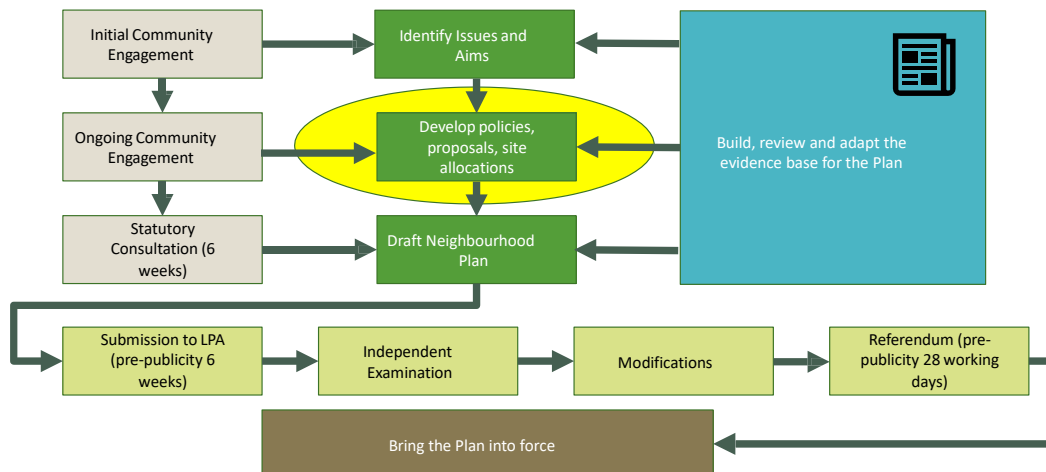 Initial Community
Engagement
Identify Issues and
Aims
Ongoing Community
Engagement
Develop policies,
proposals, site
allocations
Build, review and adapt the
evidence base for the Plan
Statutory
Consultation (6
weeks)
Draft Neighbourhood
Plan
Submission to LPA
(pre-publicity 6
weeks)
Independent
Examination
Modifications
Referendum (pre-
publicity 28 working
days)
Bring the Plan into force